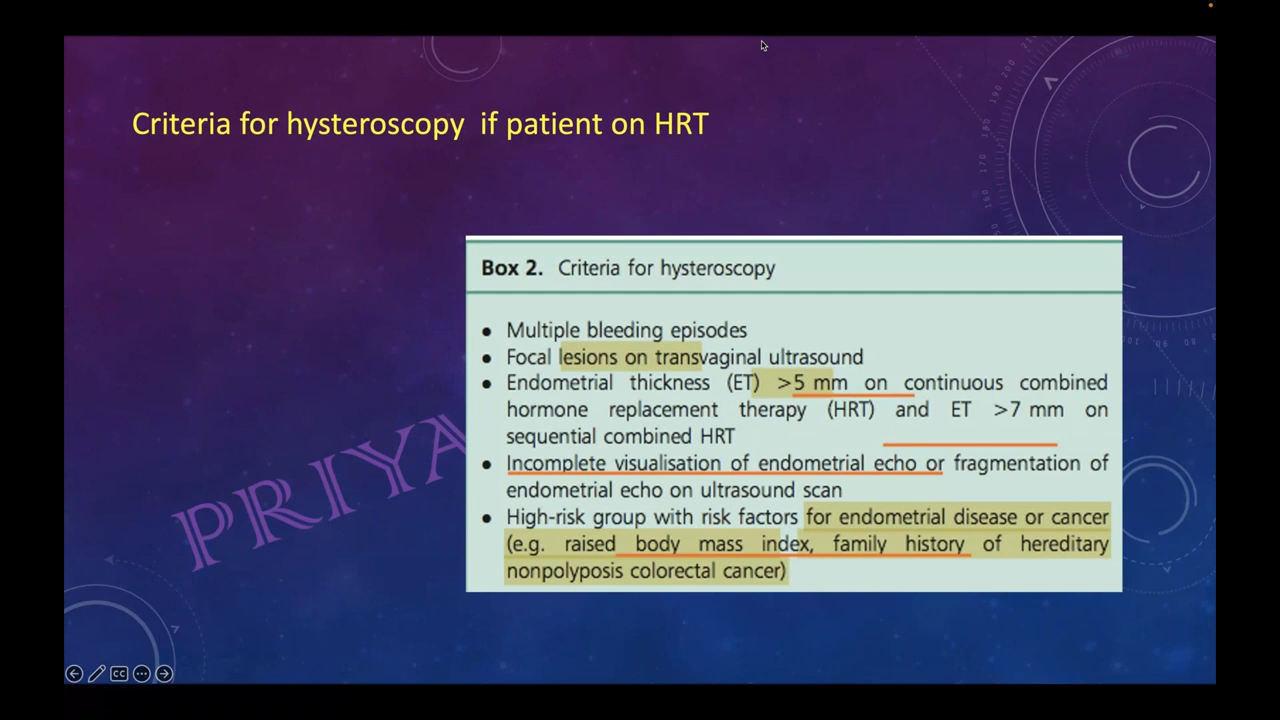 Criteria for hysteroscopy if patient on HRT
Box 2. Criteria for hysteroscopy
• Multiple bleeding episodes
• Focal lesions on transvaginal ultrasound
• Endometrial thickness (ET) >5 mm on continuous combined
hormone replacement therapy (HRT) and ET >7 mm on
sequential combined HRT
• Incomplete visualisation of endometrial echo or fragmentation of
endometrial echo on ultrasound scan
• High-risk group with risk factors for endometrial disease or cancer
(e.g. raised body mass index, family history of hereditary
nonpolyposis colorectal cancer)
PRIYA
CC